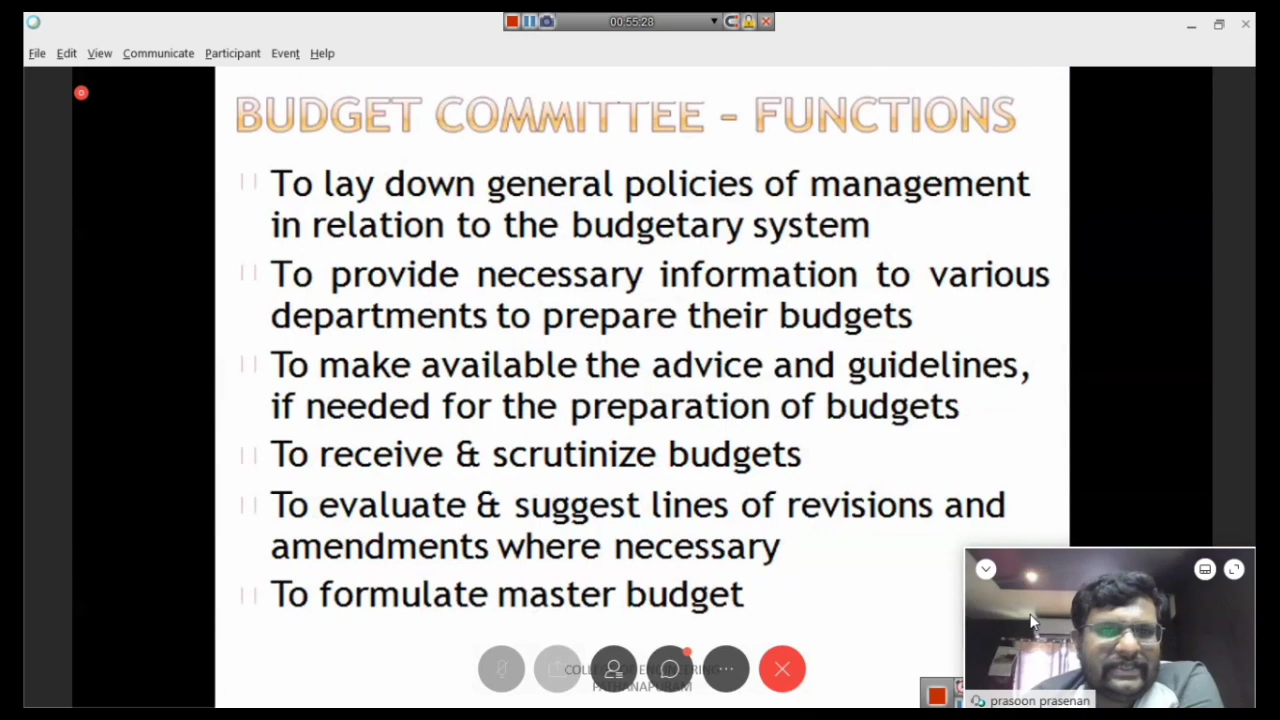 00:55:28
File Edit View Communicate Participant Event Help
BUDGET COMMITTEE - FUNCTIONS
To lay down general policies of management
in relation to the budgetary system
To provide necessary information to various
departments to prepare their budgets
To make available the advice and guidelines,
if needed for the preparation of budgets
To receive & scrutinize budgets
To evaluate & suggest lines of revisions and
amendments where necessary
To formulate master budget
PATHANAPURAM
prasoon prasenan